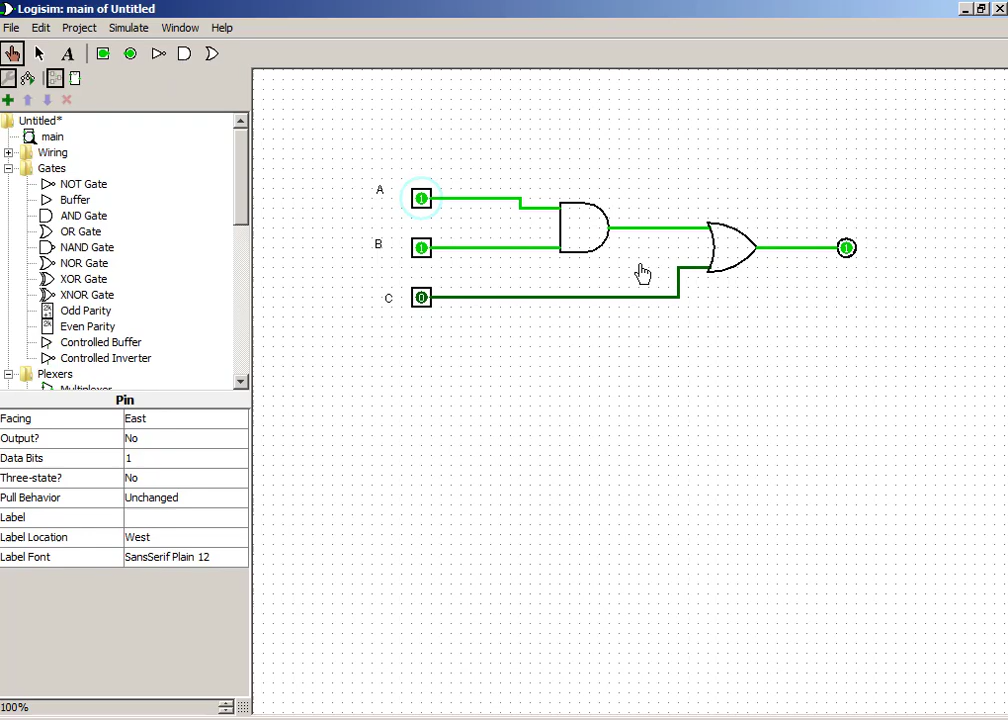 Logisim: main of Untitled
File Edit Project Simulate Window Help
A
Untitled*
main
Wiring
Gates
NOT Gate
Buffer
AND Gate
OR Gate
NAND Gate
NOR Gate
XOR Gate
XNOR Gate
Odd Parity
Even Parity
Controlled Buffer
Controlled Inverter
Plexers
Multiplexer
Pin
Facing East
Output? No
Data Bits 1
Three-state? No
Pull Behavior Unchanged
Label
Label Location West
Label Font SansSerif Plain 12
100%
A 1
B 1
C 0
1